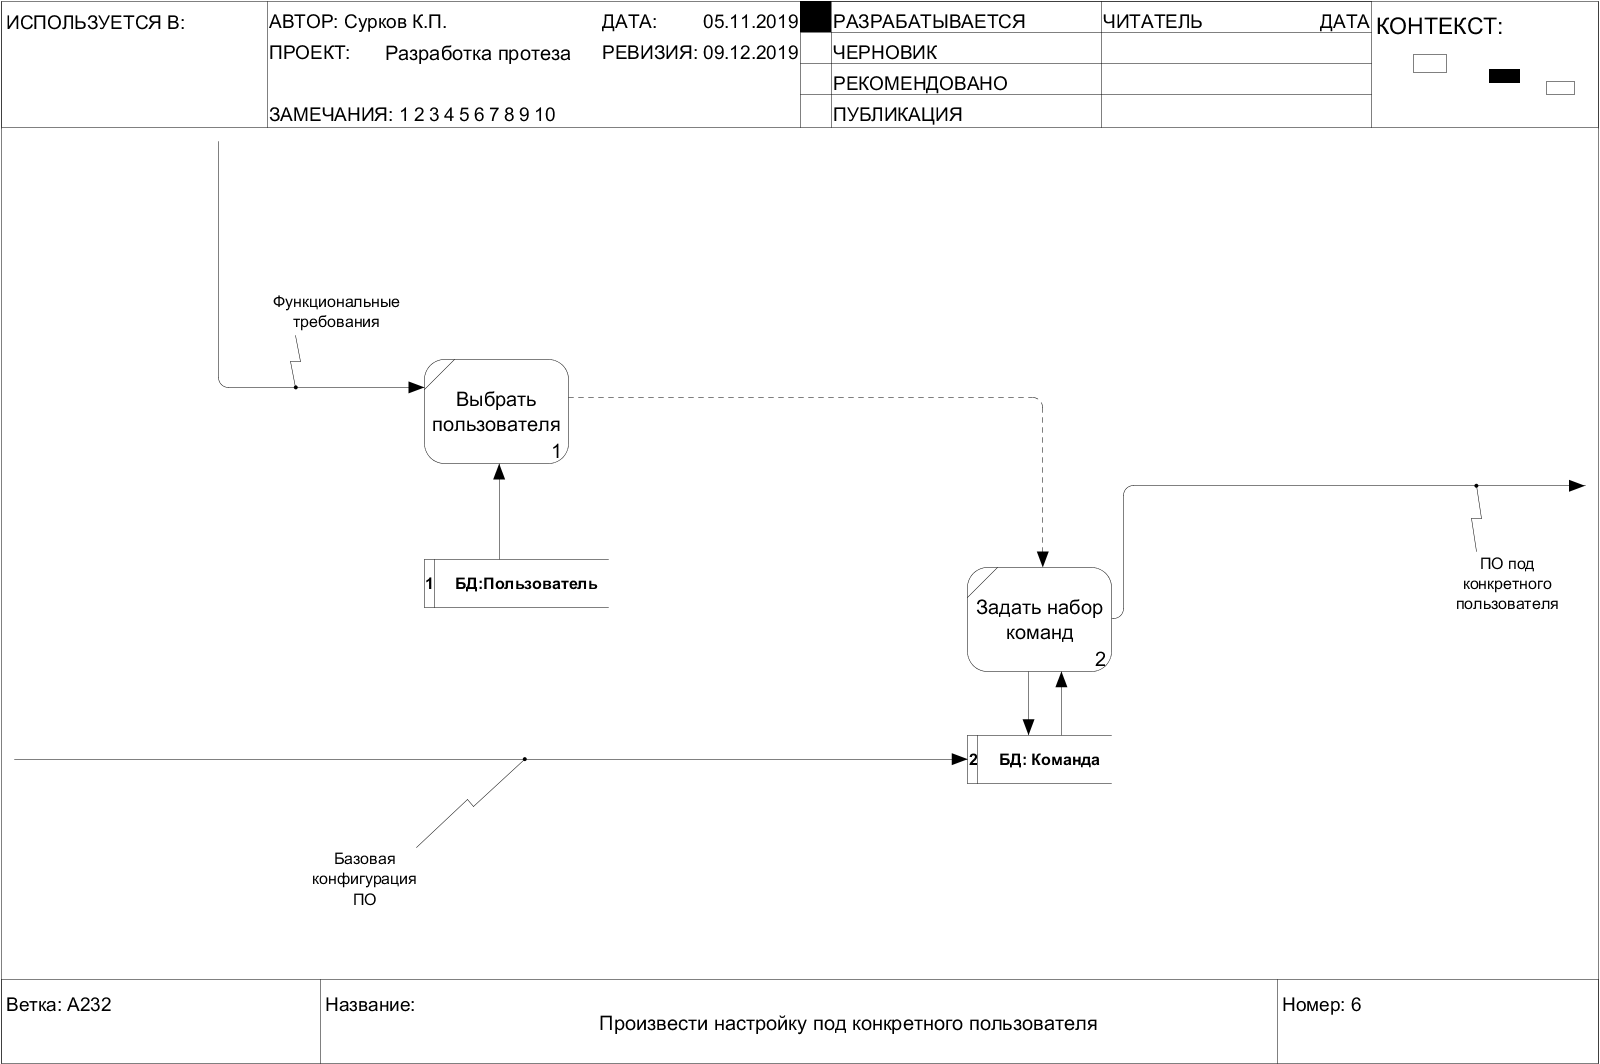 ИСПОЛЬЗУЕТСЯ В:
АВТОР: Сурков К.П.
ДАТА: 05.11.2019
ПРОЕКТ: Разработка протеза
РЕВИЗИЯ: 09.12.2019
ЗАМЕЧАНИЯ: 1 2 3 4 5 6 7 8 9 10
РАЗРАБАТЫВАЕТСЯ
ЧЕРНОВИК
РЕКОМЕНДОВАНО
ПУБЛИКАЦИЯ
ЧИТАТЕЛЬ
ДАТА
КОНТЕКСТ:
Функциональные
требования
Выбрать
пользователя
1
1
БД:Пользователь
Задать набор
команд
2
ПО под
конкретного
пользователя
2
БД: Команда
Базовая
конфигурация
ПО
Ветка: A232
Название:
Произвести настройку под конкретного пользователя
Номер: 6